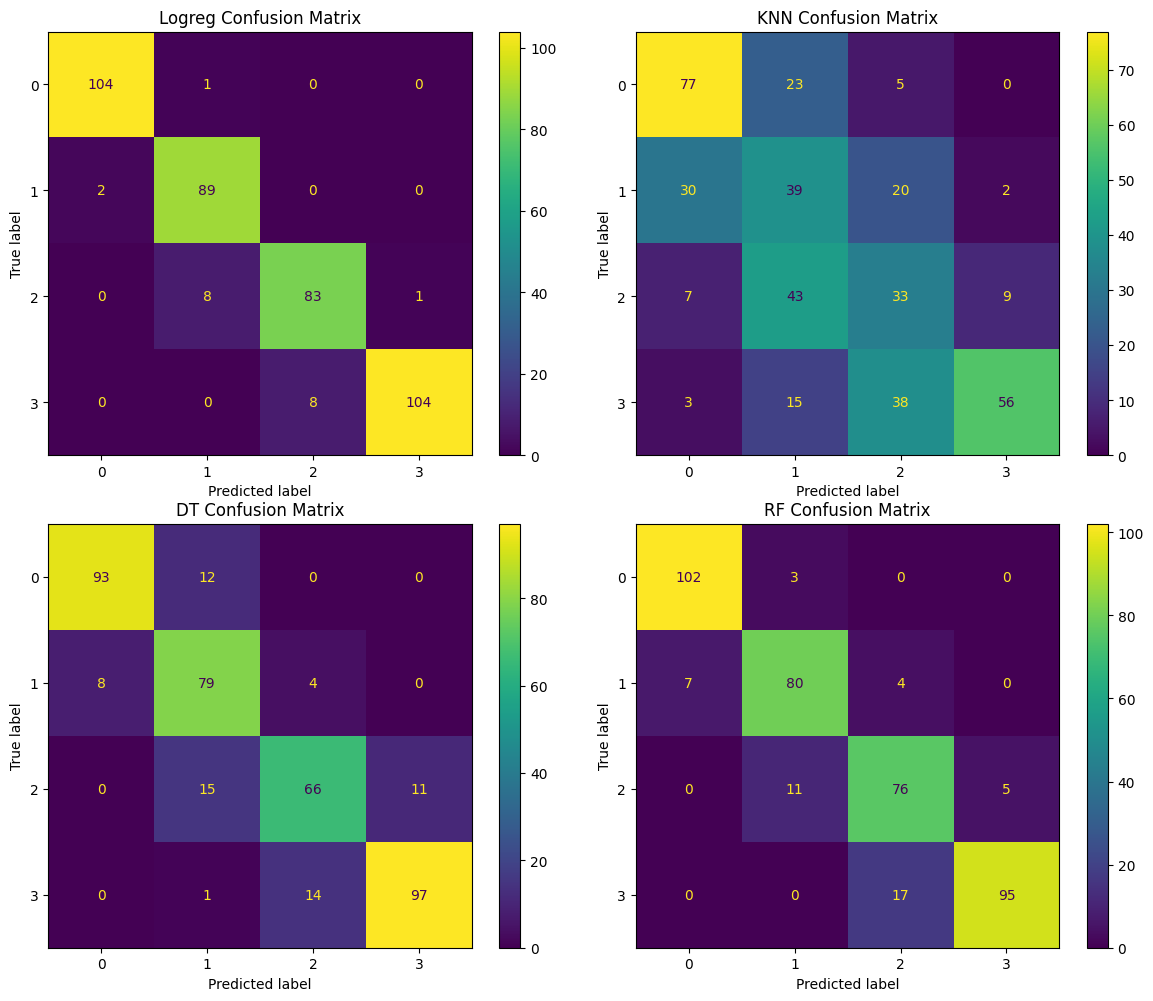 Logreg Confusion Matrix
0 104 1 0 0
1 2 89 0 0
2 0 8 83 1
3 0 0 8 104
0 1 2 3
Predicted label
True label
100
80
60
40
20
0
KNN Confusion Matrix
0 77 23 5 0
1 30 39 20 2
2 7 43 33 9
3 3 15 38 56
0 1 2 3
Predicted label
True label
70
60
50
40
30
20
10
0
DT Confusion Matrix
0 93 12 0 0
1 8 79 4 0
2 0 15 66 11
3 0 1 14 97
0 1 2 3
Predicted label
True label
80
60
40
20
0
RF Confusion Matrix
0 102 3 0 0
1 7 80 4 0
2 0 11 76 5
3 0 0 17 95
0 1 2 3
Predicted label
True label
100
80
60
40
20
0